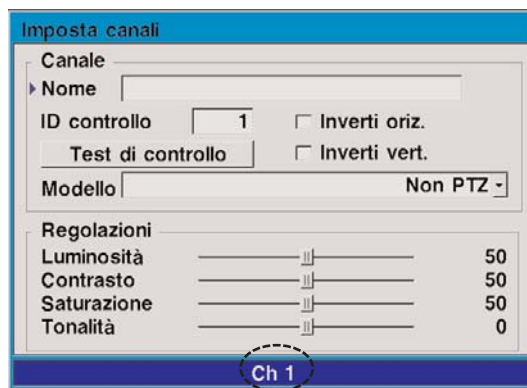 Imposta canali
Canale
Nome
ID controllo 1 Inverti oriz.
Test di controllo Inverti vert.
Modello Non PTZ
Regolazioni
Luminosità 50
Contrasto 50
Saturazione 50
Tonalità 0
Ch 1